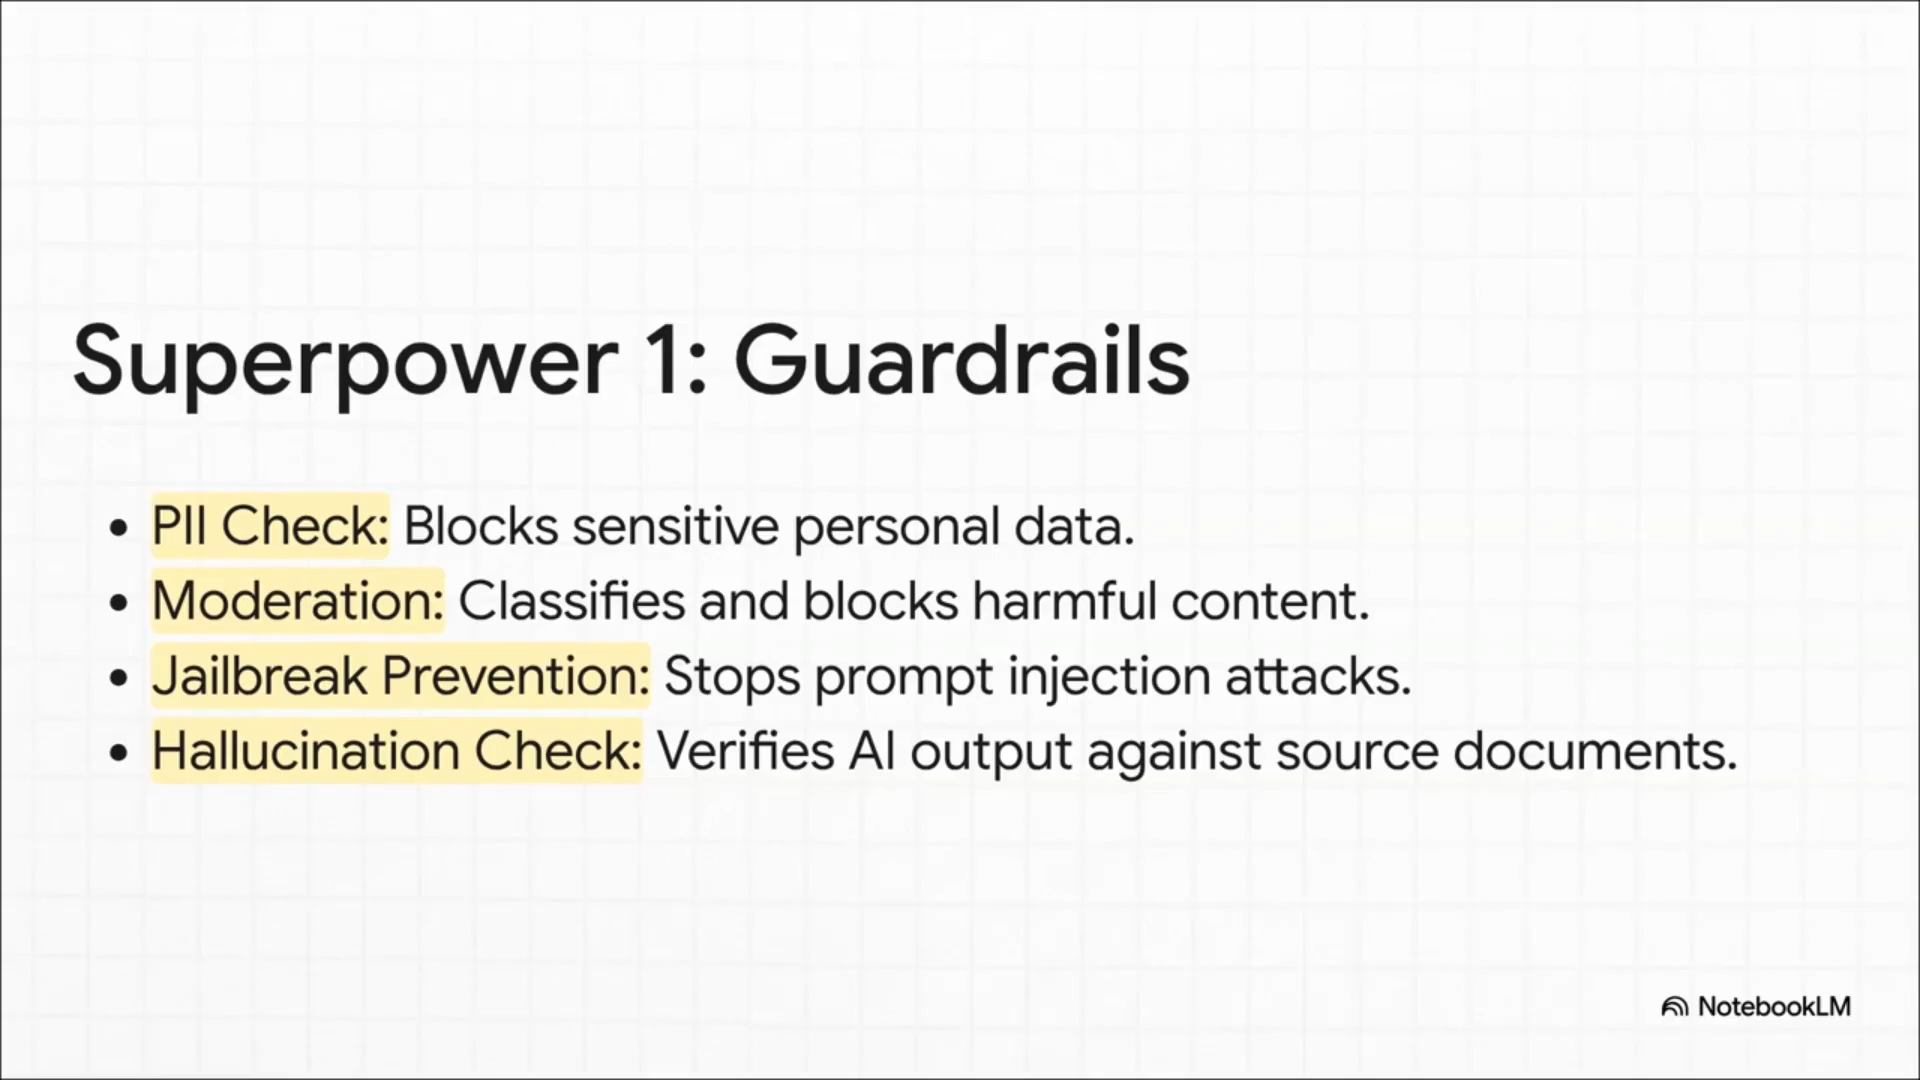 Superpower 1: Guardrails
• PII Check: Blocks sensitive personal data.
• Moderation: Classifies and blocks harmful content.
• Jailbreak Prevention: Stops prompt injection attacks.
• Hallucination Check: Verifies AI output against source documents.
NotebookLM